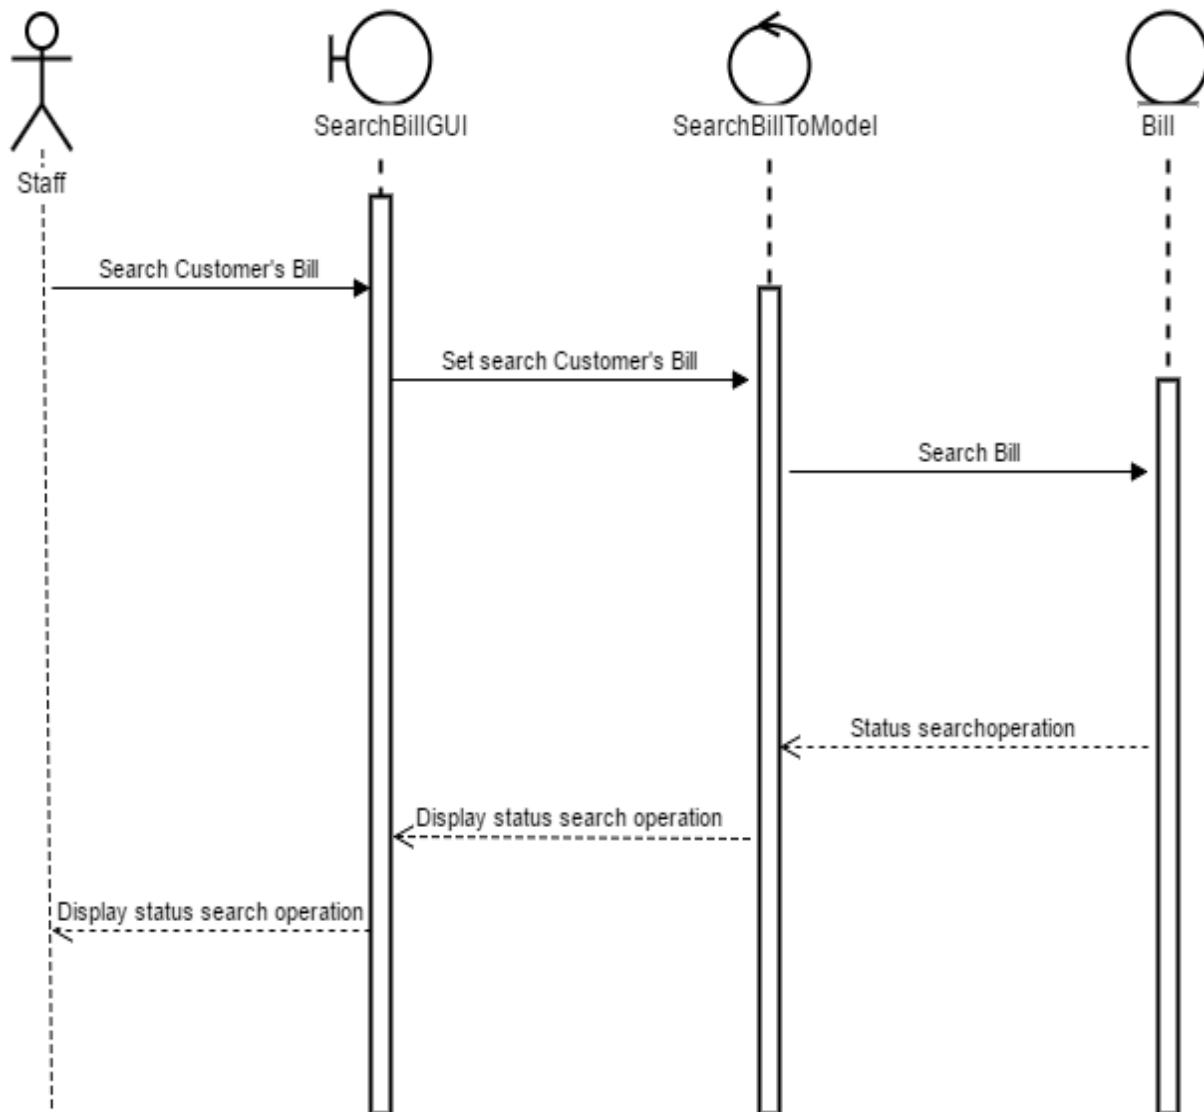 SearchBillGUI
SearchBillToModel
Bill
Staff
Search Customer's Bill
Set search Customer's Bill
Search Bill
Status searchoperation
Display status search operation
Display status search operation